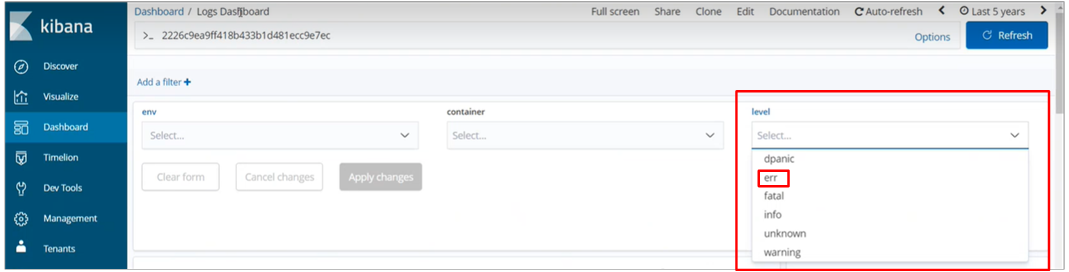 kibana
Discover
Visualize
Dashboard
Timelion
Dev Tools
Management
Tenants
Dashboard / Logs Dashboard
Full screen Share Clone Edit Documentation Auto-refresh < Last 5 years >
>_ 2226c9ea9ff418b433b1d481ecc9e7ec
Options
Refresh
Add a filter +
env
Select...
container
Select...
level
Select...
dpanic
err
fatal
info
unknown
warning
Clear form
Cancel changes
Apply changes